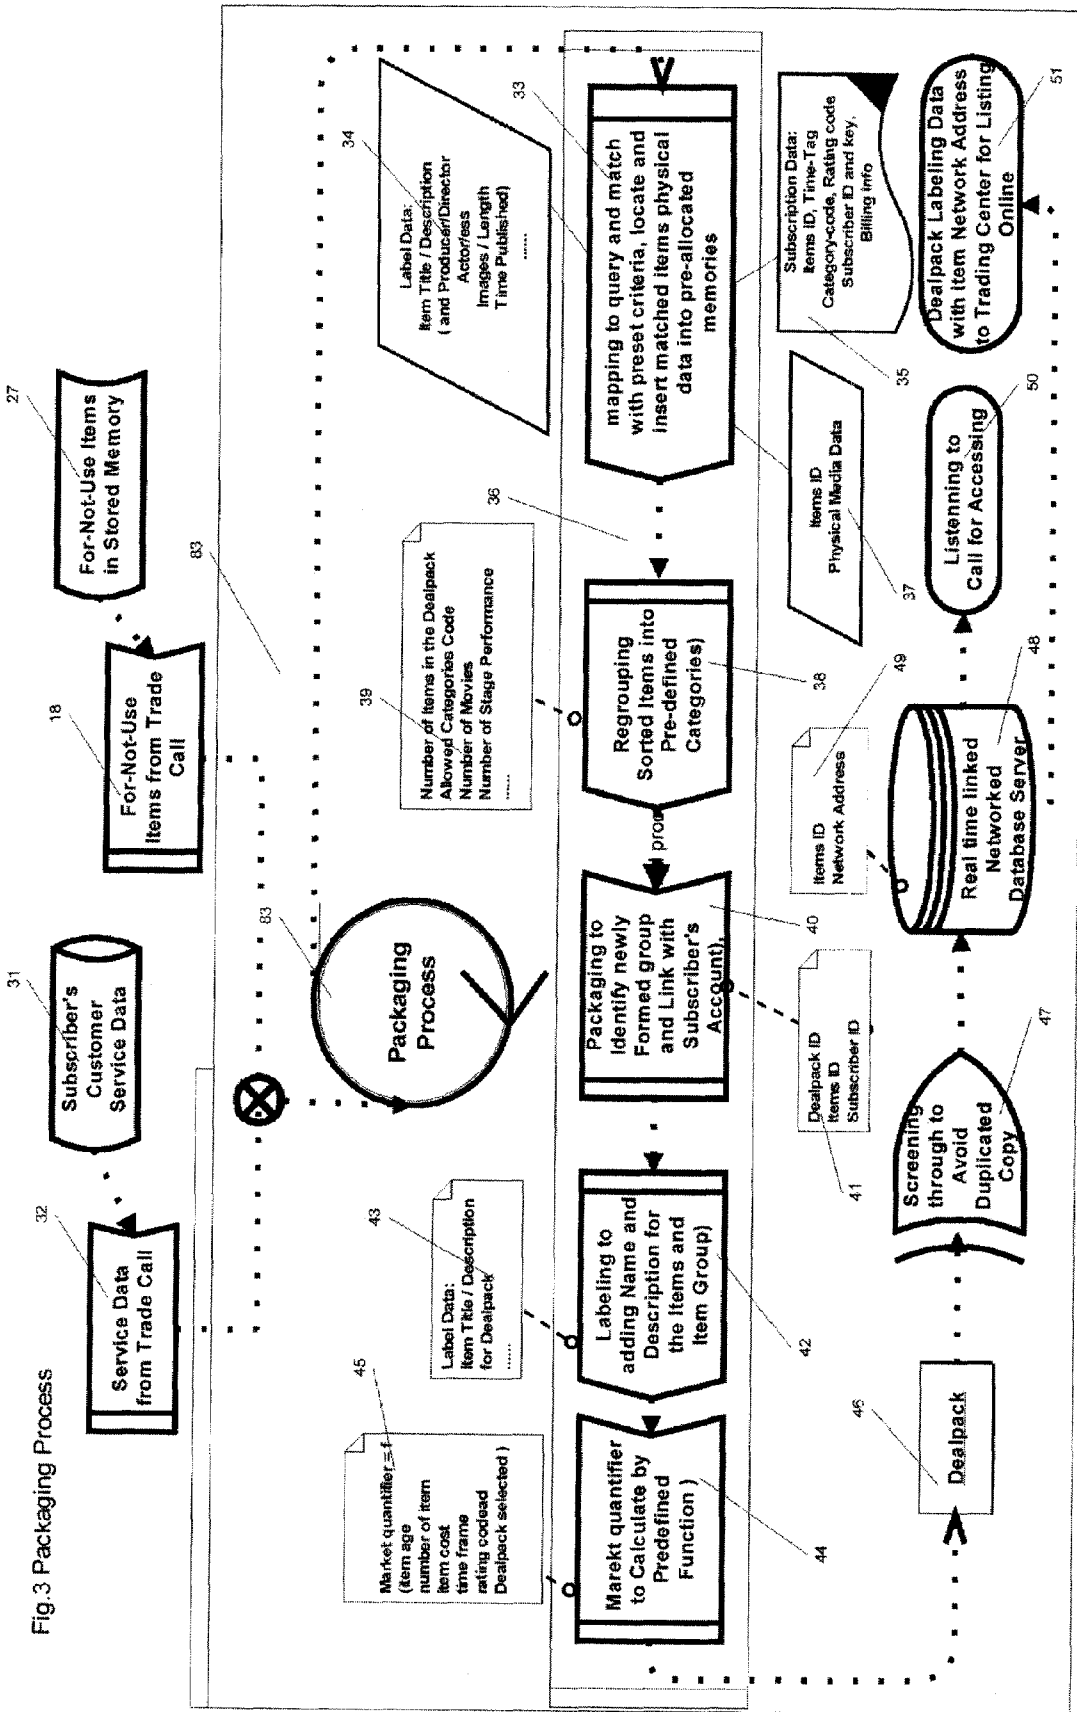 Fig.3 Packaging Process
32
Service Data
from Trade Call
31
Subscriber's
Customer
Service Data
18
For-Not-Use
Items from Trade
Call
27
For-Not-Use Items
in Stored Memory
83
83
Packaging
Process
34
Label Data:
Item Title / Description
( and Producer/Director
Actor/ess
Images / Length
Time Published)
......
33
mapping to query and match
with preset criteria, locate and
insert matched items physical
data into pre-allocated
memories
36
39
Number of Items in the Dealpack
Allowed Categories Code
Number of Movies
Number of Stage Performance
......
Regrouping
Sorted Items into
Pre-defined
Categories)
38
Packaging to
Identify newly
Formed group
and Link with
Subscriber's
Account),
40
43
Label Data:
Item Title / Description
for Dealpack
......
Labeling to
adding Name and
Description for
the Items and
Item Group)
42
45
Market quantifier = f
(item age
number of item
item cost
time frame
rating codead
Dealpack selected )
Marekt quantifier
to Calculate by
Predefined
Function )
44
41
Dealpack ID
Items ID
Subscriber ID
49
Items ID
Network Address
37
Items ID
Physical Media Data
35
Subscription Data:
Items ID, Time-Tag
Category-code, Rating code
Subscriber ID and key,
Billing info
46
Dealpack
Screening
through to
Avoid
Duplicated
Copy
47
Real time linked
Networked
Database Server
48
Listenning to
Call for Accessing
50
Dealpack Labeling Data
with Item Network Address
to Trading Center for Listing
Online
51